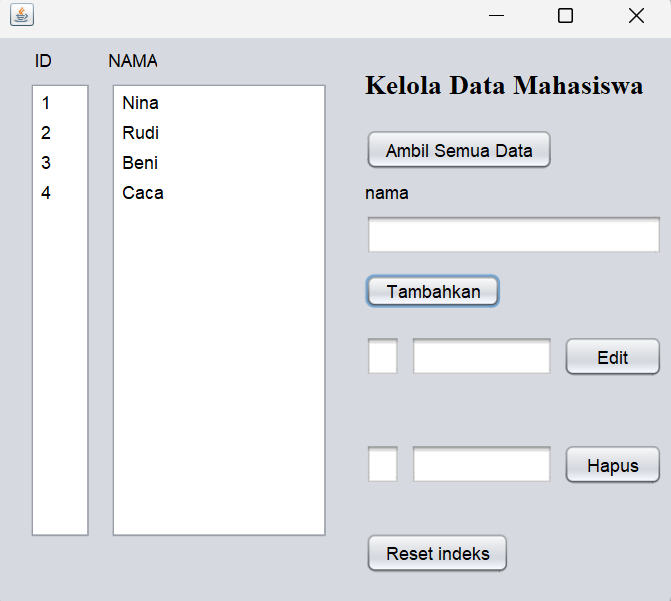 ID NAMA
1 Nina
2 Rudi
3 Beni
4 Caca
Kelola Data Mahasiswa
Ambil Semua Data
nama
Tambahkan
Edit
Hapus
Reset indeks